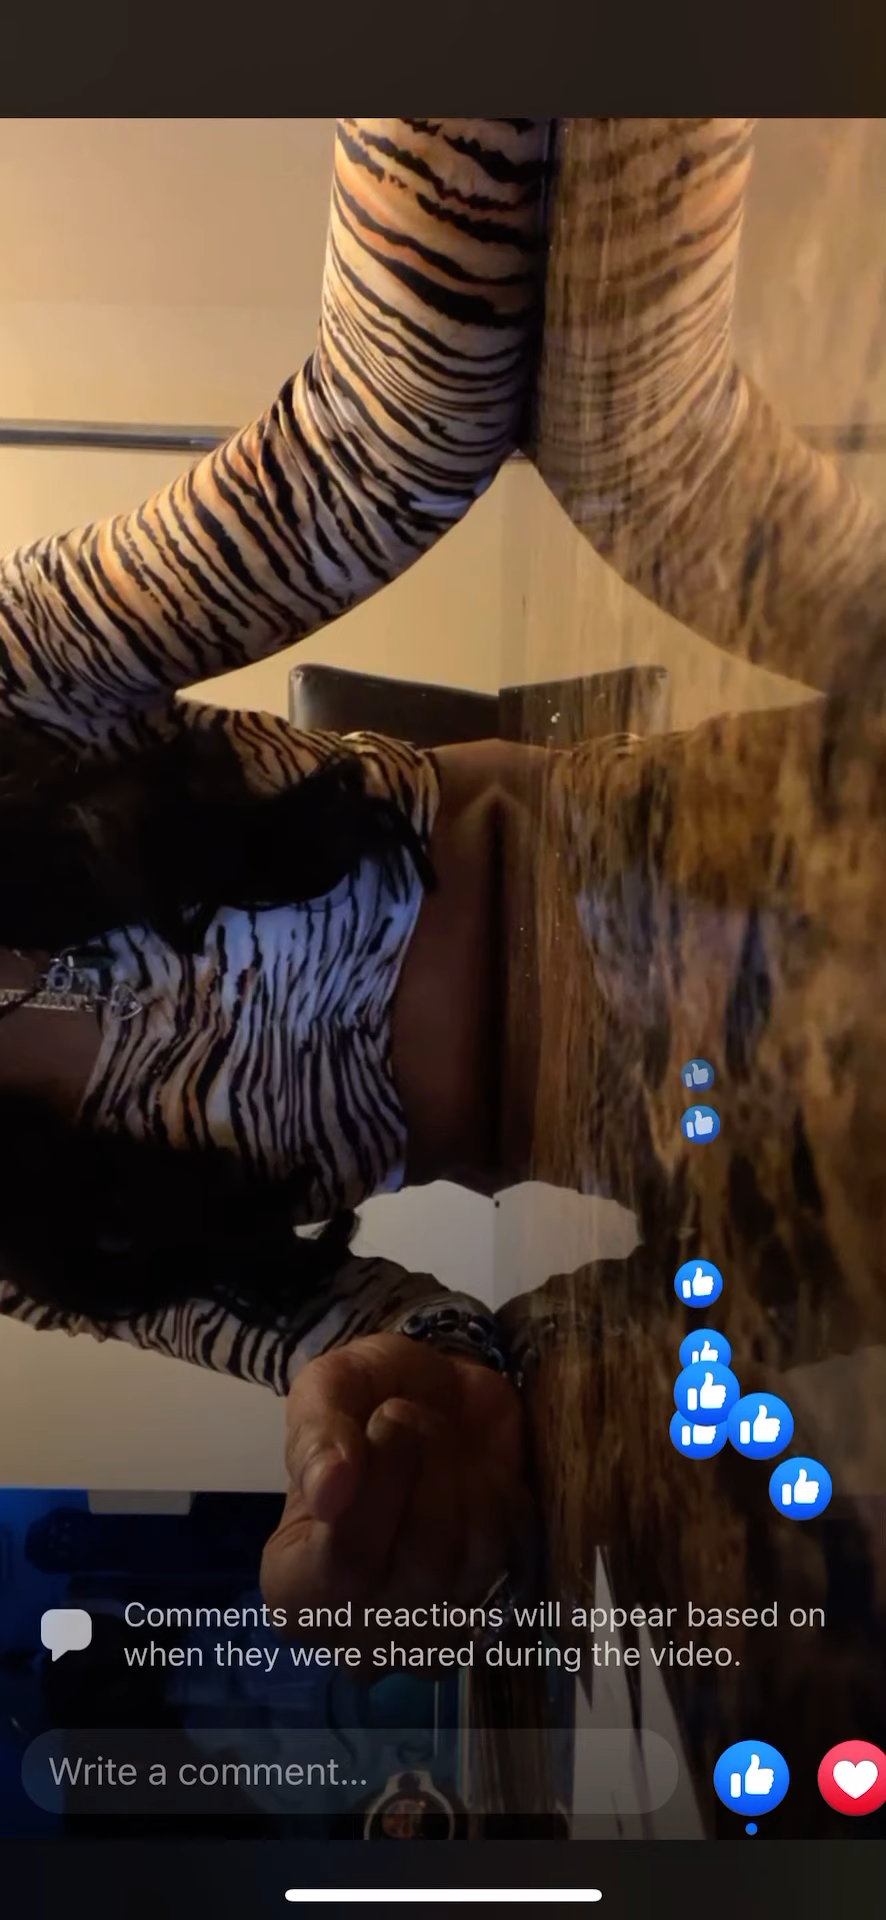 Comments and reactions will appear based on
when they were shared during the video.
Write a comment...